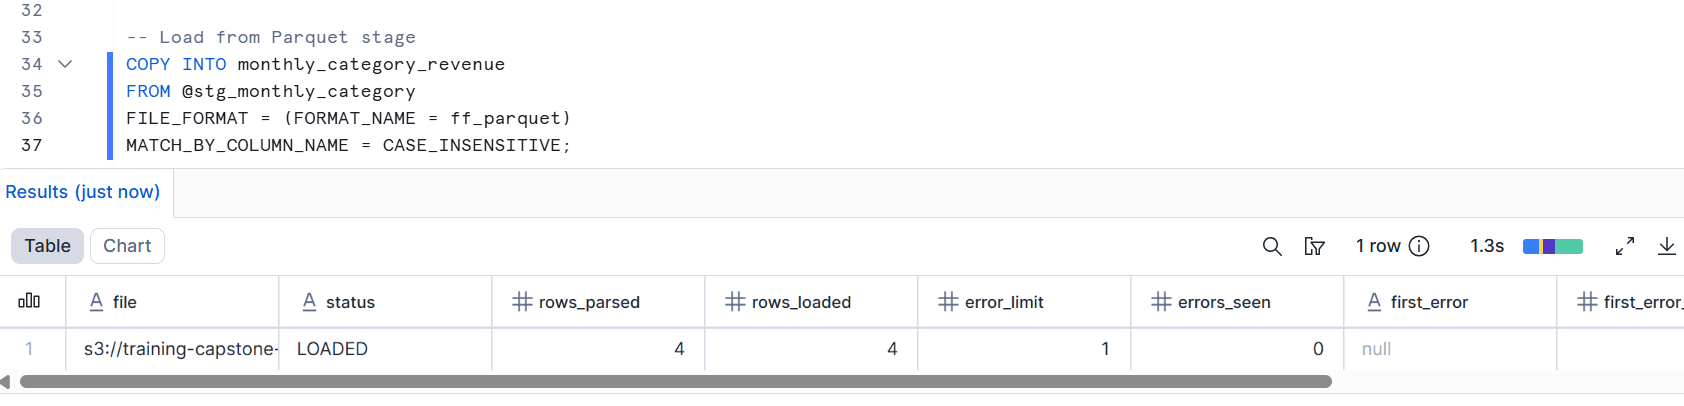 32
33 -- Load from Parquet stage
34 COPY INTO monthly_category_revenue
35 FROM @stg_monthly_category
36 FILE_FORMAT = (FORMAT_NAME = ff_parquet)
37 MATCH_BY_COLUMN_NAME = CASE_INSENSITIVE;
Results (just now)
Table Chart 1 row 1.3s
file status rows_parsed rows_loaded error_limit errors_seen first_error first_error_
1 s3://training-capstone- LOADED 4 4 1 0 null